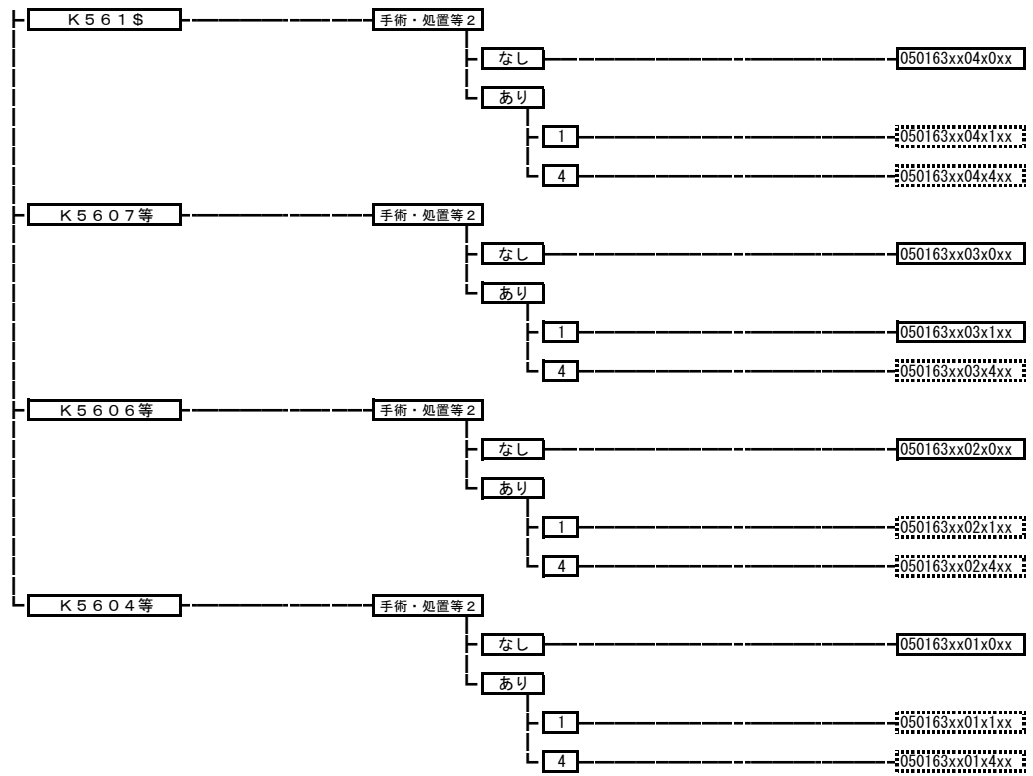 Ｋ５６１＄ 手術・処置等２
なし 050163xx04x0xx
あり
1 050163xx04x1xx
4 050163xx04x4xx
Ｋ５６０７等 手術・処置等２
なし 050163xx03x0xx
あり
1 050163xx03x1xx
4 050163xx03x4xx
Ｋ５６０６等 手術・処置等２
なし 050163xx02x0xx
あり
1 050163xx02x1xx
4 050163xx02x4xx
Ｋ５６０４等 手術・処置等２
なし 050163xx01x0xx
あり
1 050163xx01x1xx
4 050163xx01x4xx